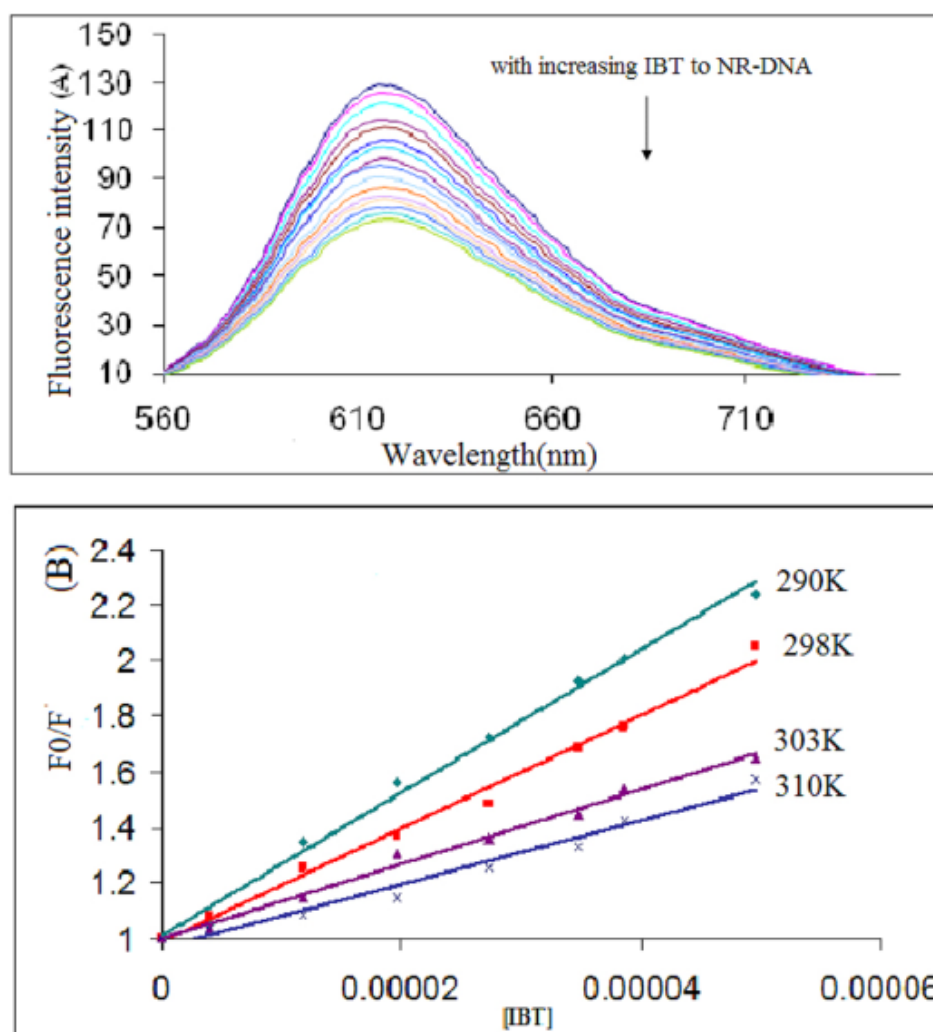 150
with increasing IBT to NR-DNA
130
110
90
70
50
30
10
Fluorescence intensity (A)
560 610 660 710
Wavelength(nm)
(B)
2.4
2.2
2
1.8
1.6
1.4
1.2
1
F0/F
290K
298K
303K
310K
0 0.00002 0.00004 0.00006
[IBT]